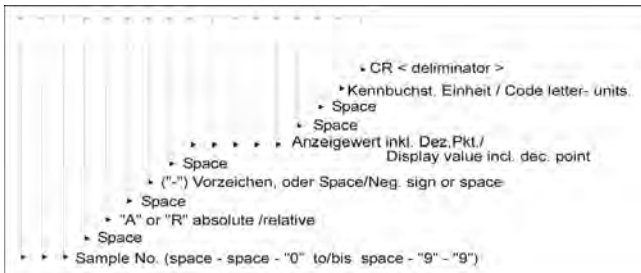 CR < deliminator >
Kennbuchst. Einheit / Code letter- units.
Space
Space
Anzeigewert inkl. Dez.Pkt./
Display value incl. dec. point
Space
("-") Vorzeichen, oder Space/Neg. sign or space
Space
"A" or "R" absolute /relative
Space
Sample No. (space - space - "0" to/bis space - "9" - "9")